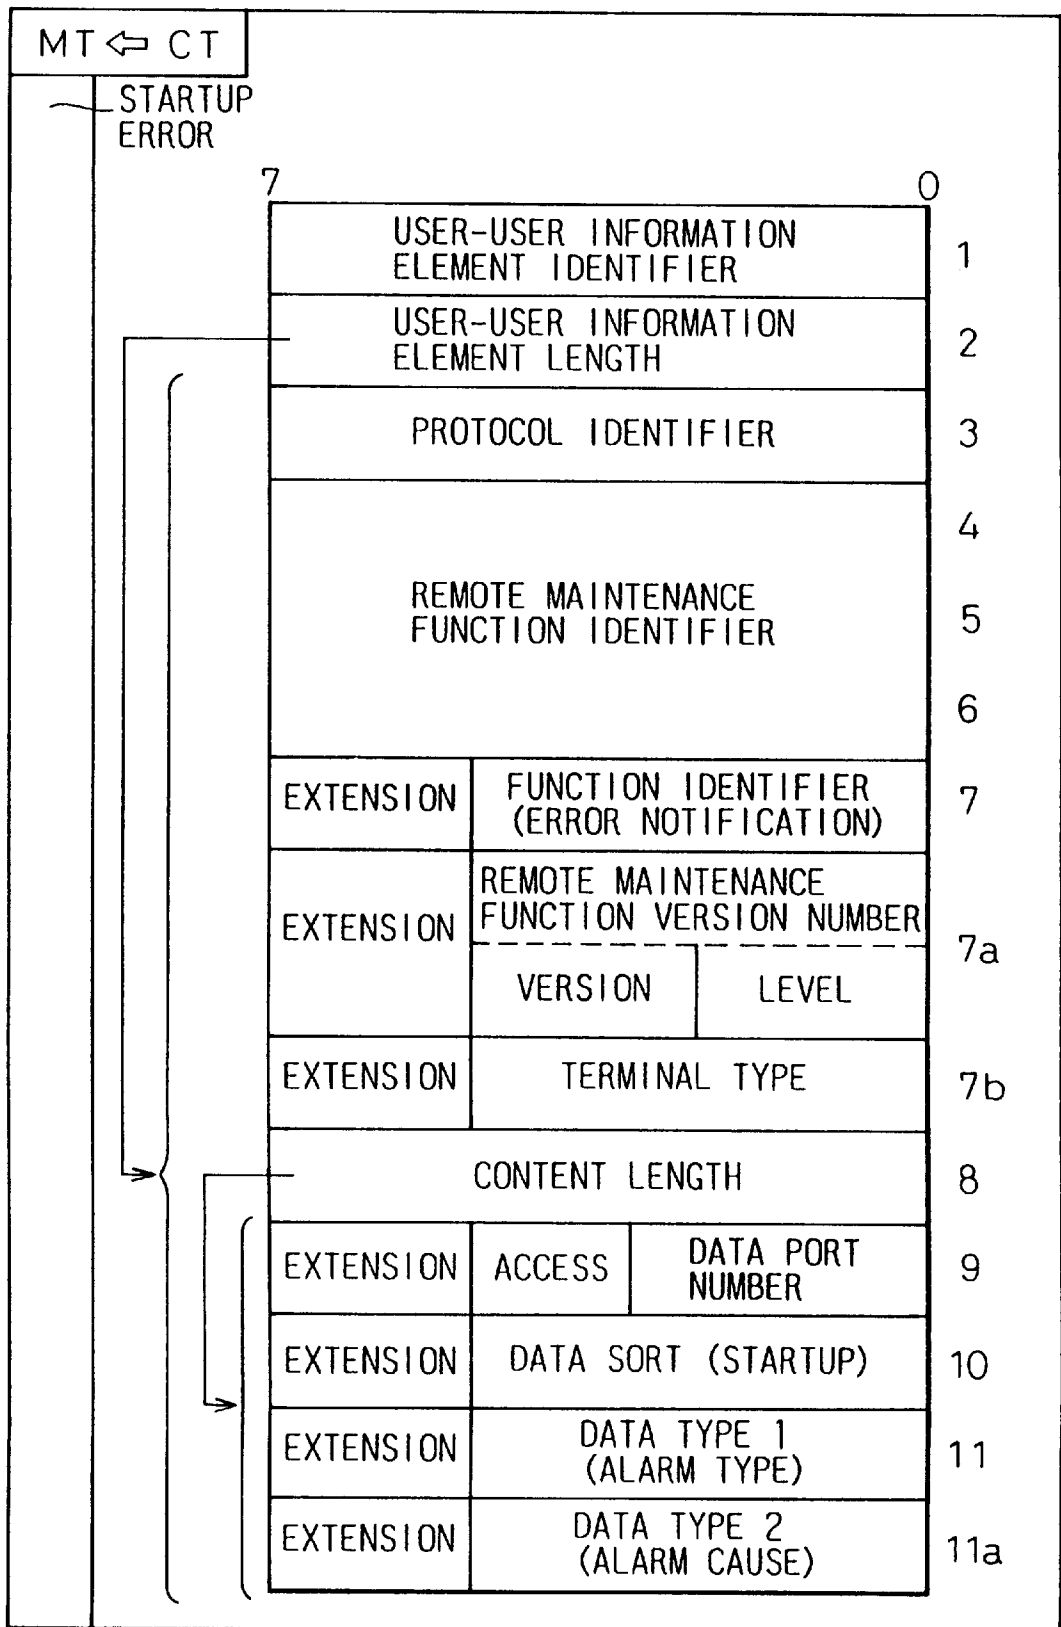 MT ⇦ CT
STARTUP
ERROR
7 0
USER-USER INFORMATION
ELEMENT IDENTIFIER
1
USER-USER INFORMATION
ELEMENT LENGTH
2
PROTOCOL IDENTIFIER
3
4
REMOTE MAINTENANCE
FUNCTION IDENTIFIER
5
6
EXTENSION
FUNCTION IDENTIFIER
(ERROR NOTIFICATION)
7
EXTENSION
REMOTE MAINTENANCE
FUNCTION VERSION NUMBER
VERSION
LEVEL
7a
EXTENSION
TERMINAL TYPE
7b
CONTENT LENGTH
8
EXTENSION
ACCESS
DATA PORT
NUMBER
9
EXTENSION
DATA SORT (STARTUP)
10
EXTENSION
DATA TYPE 1
(ALARM TYPE)
11
EXTENSION
DATA TYPE 2
(ALARM CAUSE)
11a